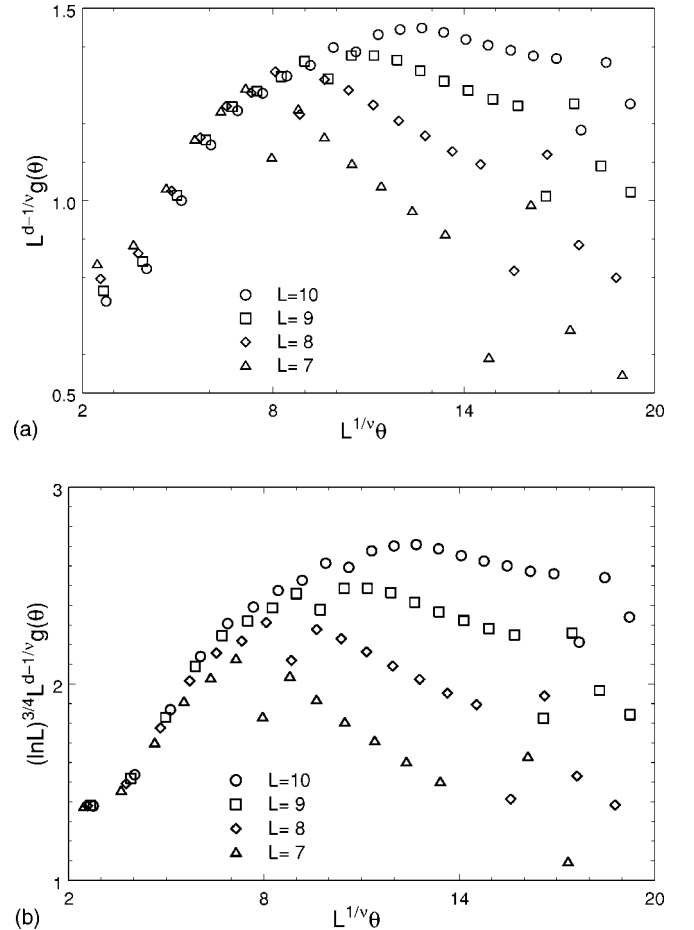 1.5
1.0
0.5
L^{d-1/ν}g(θ)
L= 10
L= 9
L= 8
L= 7
2 8 14 20
(a)
L^{1/ν}θ
3
2
1
(lnL)^{3/4}L^{d-1/ν}g(θ)
L= 10
L= 9
L= 8
L= 7
2 8 14 20
(b)
L^{1/ν}θ